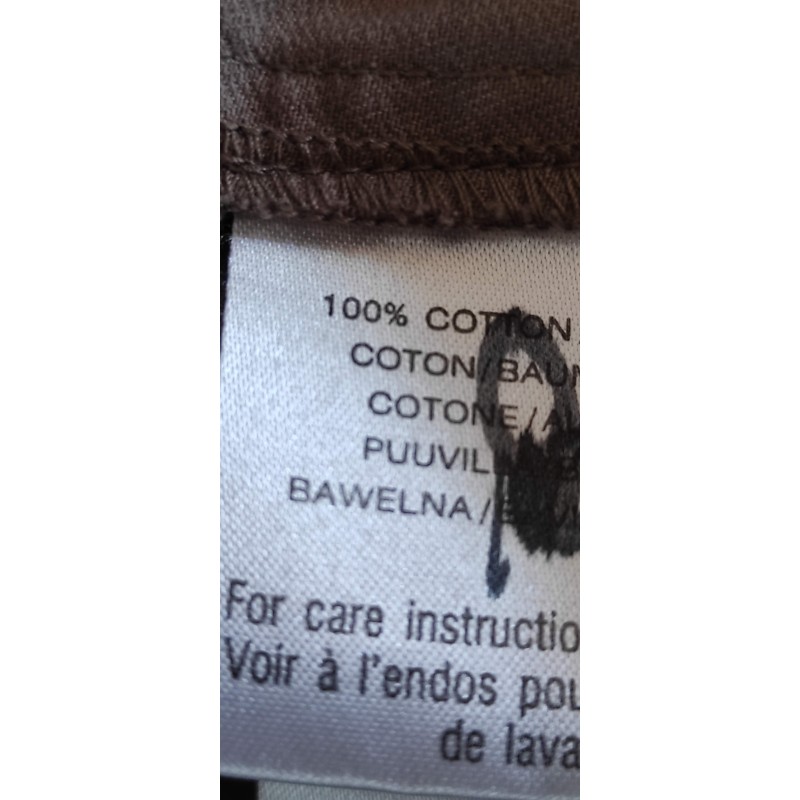 100% COTTON/
COTON/BAUM
COTONE/A
PUUVIL
BAWELNA/
For care instructio
Voir à l'endos pou
de lava